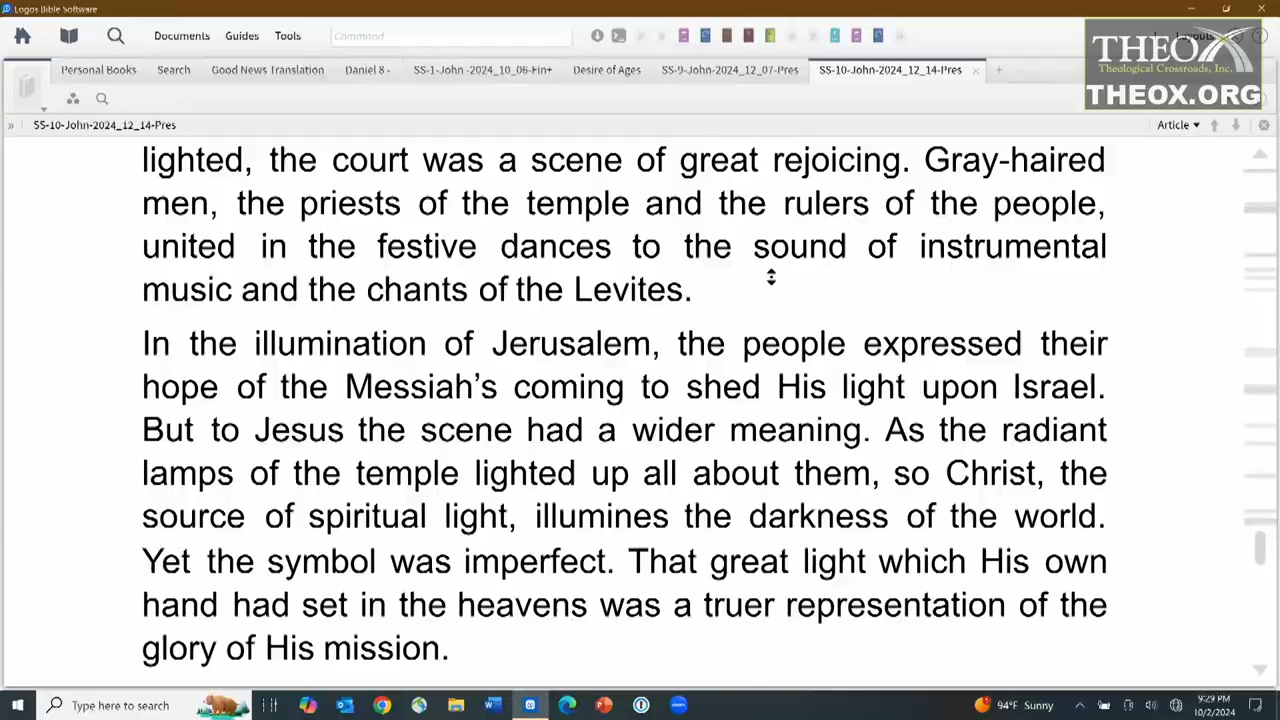 Logos Bible Software
Documents Guides Tools Command
THEOX
Theological Crossroads, Inc.
THEOX.ORG
Personal Books Search Good News Translation Daniel 8- Desire of Ages SS-9-John-2024_12_07-Pres SS-10-John-2024_12_14-Pres
SS-10-John-2024_12_14-Pres Article
lighted, the court was a scene of great rejoicing. Gray-haired
men, the priests of the temple and the rulers of the people,
united in the festive dances to the sound of instrumental
music and the chants of the Levites.
In the illumination of Jerusalem, the people expressed their
hope of the Messiah's coming to shed His light upon Israel.
But to Jesus the scene had a wider meaning. As the radiant
lamps of the temple lighted up all about them, so Christ, the
source of spiritual light, illumines the darkness of the world.
Yet the symbol was imperfect. That great light which His own
hand had set in the heavens was a truer representation of the
glory of His mission.
Type here to search
94°F Sunny
9:29 PM
10/2/2024